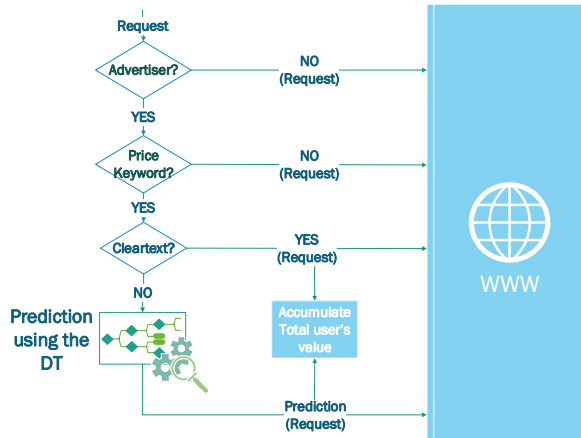 Request
Advertiser?
NO
(Request)
YES
Price
Keyword?
NO
(Request)
YES
Cleartext?
YES
(Request)
NO
WWW
Prediction
using the
DT
Accumulate
Total user's
value
Prediction
(Request)